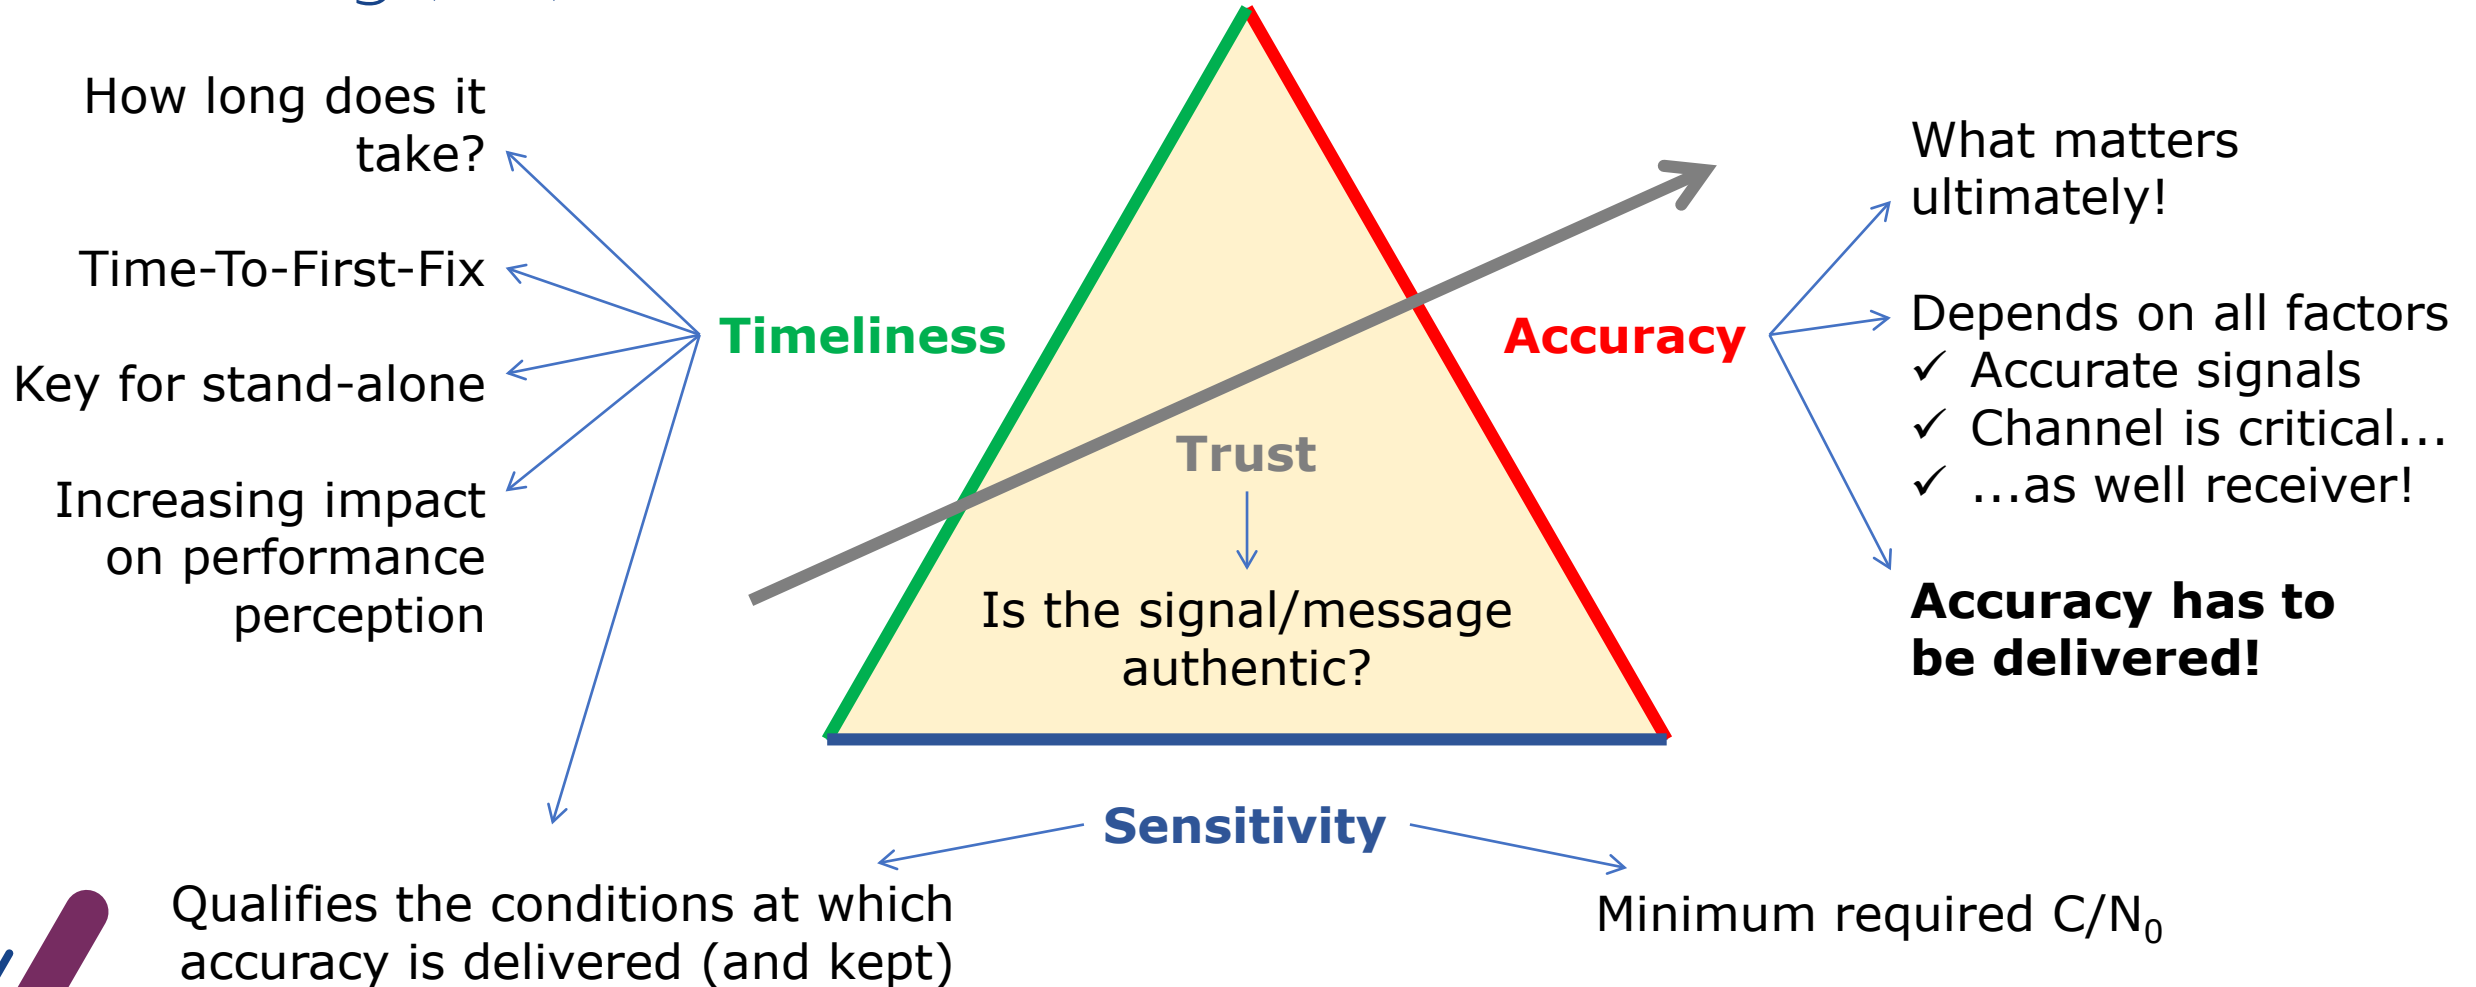 How long does it
take?
Time-To-First-Fix
Key for stand-alone
Increasing impact
on performance
perception
Timeliness
Trust
Is the signal/message
authentic?
Accuracy
What matters
ultimately!
Depends on all factors
✓ Accurate signals
✓ Channel is critical...
✓ ...as well receiver!
Accuracy has to
be delivered!
Sensitivity
Qualifies the conditions at which
accuracy is delivered (and kept)
Minimum required C/N₀